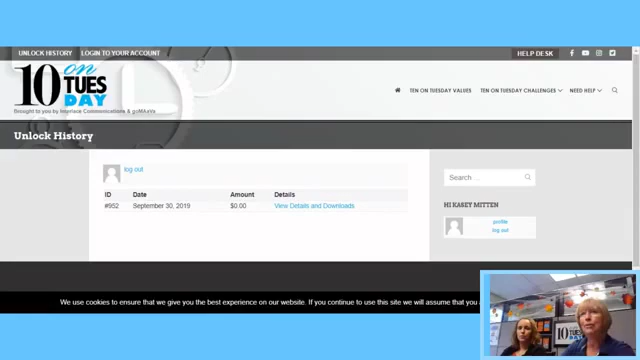 UNLOCK HISTORY LOGIN TO YOUR ACCOUNT
HELP DESK
10 on TUESDAY
Brought to you by Interlace Communications & goMAsVs
TEN ON TUESDAY VALUES TEN ON TUESDAY CHALLENGES NEED HELP
Unlock History
log out
ID Date Amount Details
#952 September 30, 2019 $0.00 View Details and Downloads
Search ...
HI KASEY MITTEN
profile
log out
We use cookies to ensure that we give you the best experience on our website. If you continue to use this site we will assume that you a
10 on TUES
DAY